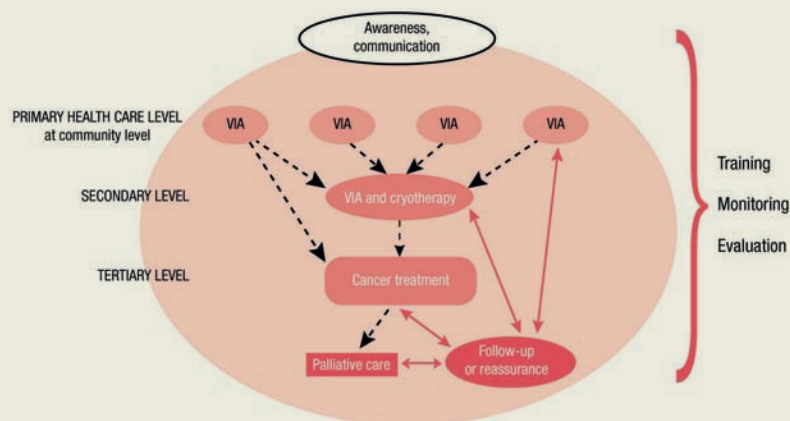 Awareness,
communication
PRIMARY HEALTH CARE LEVEL
at community level
VIA
VIA
VIA
VIA
Training
SECONDARY LEVEL
VIA and cryotherapy
Monitoring
Evaluation
TERTIARY LEVEL
Cancer treatment
Palliative care
Follow-up
or reassurance